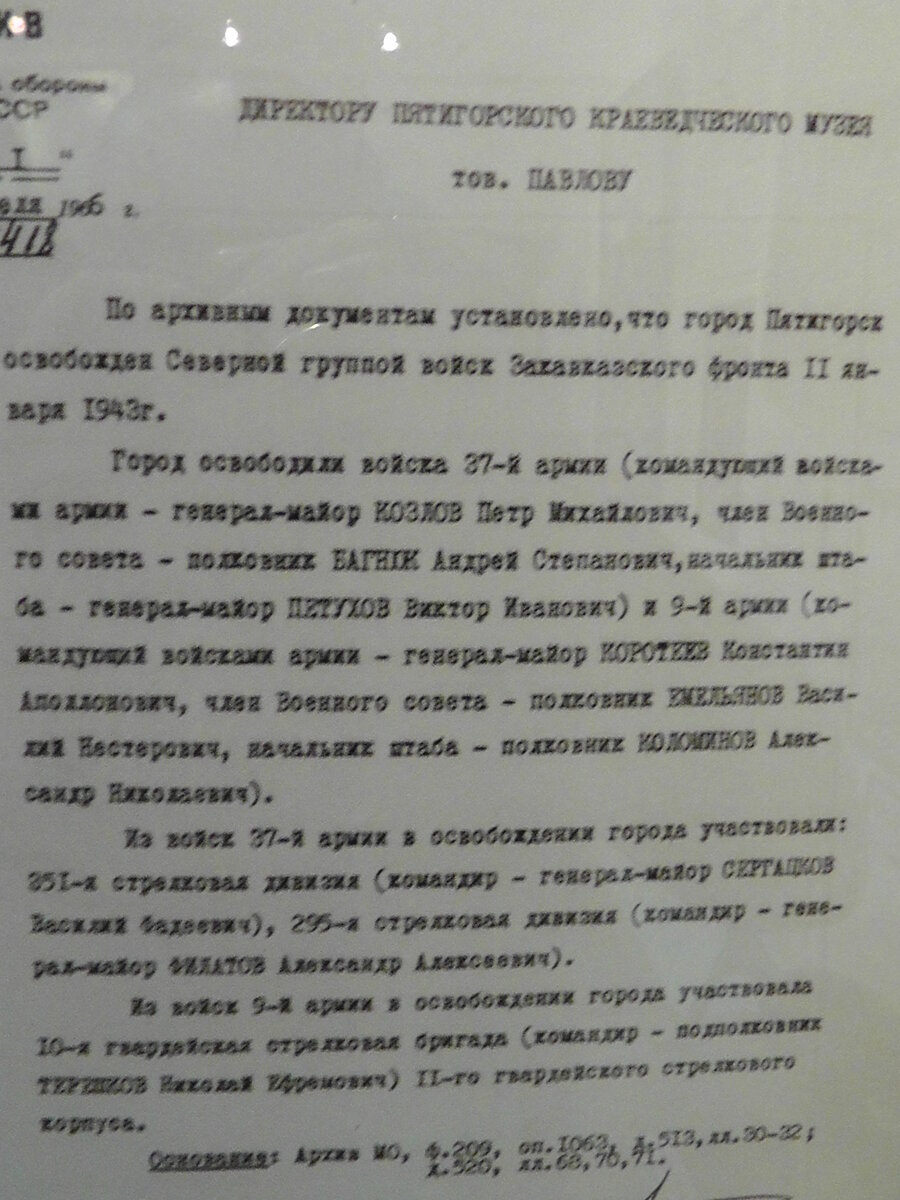 КВ
обороны
ССР
I "
еля 1966 г.
418
ДИРЕКТОРУ ПЯТИГОРСКОГО КРАЕВЕДЧЕСКОГО МУЗЕЯ
тов. ПАВЛОВУ
По архивным документам установлено,что город Пятигорск
освобожден Северной группой войск Закавказского фронта II ян-
варя 1943г.
Город освободили войска 37-й армии (командующий войска-
ми армии - генерал-майор КОЗЛОВ Петр Михайлович, член Военно-
го совета - полковник БАГНЮК Андрей Степанович,начальник шта-
ба - генерал-майор ПЕТУХОВ Виктор Иванович) и 9-й армии (ко-
мандующий войсками армии - генерал-майор КОРОТЕЕВ Константин
Аполлонович, член Военного совета - полковник ЕМЕЛЬЯНОВ Васи-
лий Нестерович, начальник штаба - полковник КОЛОМИНОВ Алек-
сандр Николаевич).
Из войск 37-й армии в освобождении города участвовали:
351-я стрелковая дивизия (командир - генерал-майор СЕРГАЦКОВ
Василий Фадеевич), 295-я стрелковая дивизия (командир - гене-
рал-майор ФИЛАТОВ Александр Алексеевич).
Из войск 9-й армии в освобождении города участвовала
10-я гвардейская стрелковая бригада (командир - подполковник
ТЕРЕШКОВ Николай Ефремович) II-го гвардейского стрелкового
корпуса.
Основание: Архив МО, ф.209, оп.1063, д.513,лл.30-32;
д.520, лл.68,70,71.